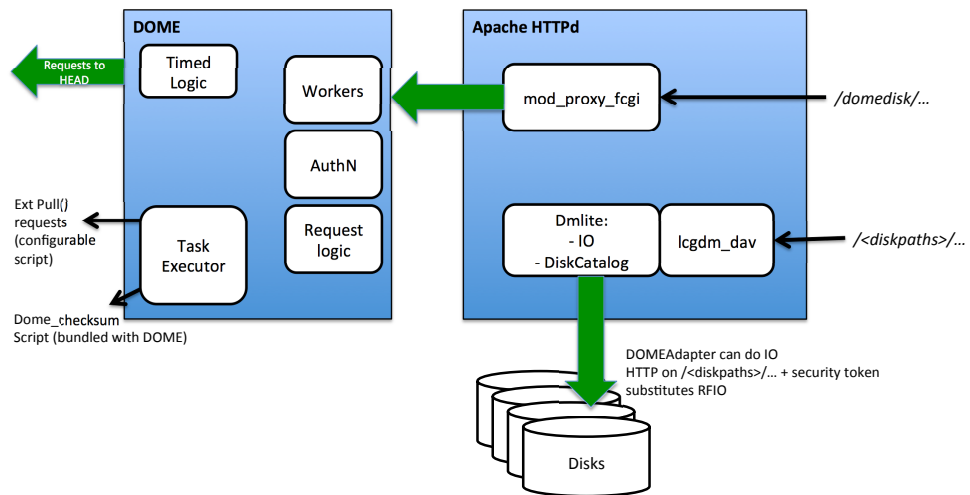 DOME
Apache HTTPd
Requests to
HEAD
Timed
Logic
Workers
mod_proxy_fcgi
/domedisk/...
AuthN
Ext Pull()
requests
(configurable
script)
Task
Executor
Request
logic
Dmlite:
- IO
- DiskCatalog
lcgdm_dav
/<diskpaths>/...
Dome_checksum
Script (bundled with DOME)
DOMEAdapter can do IO
HTTP on /<diskpaths>/... + security token
substitutes RFIO
Disks